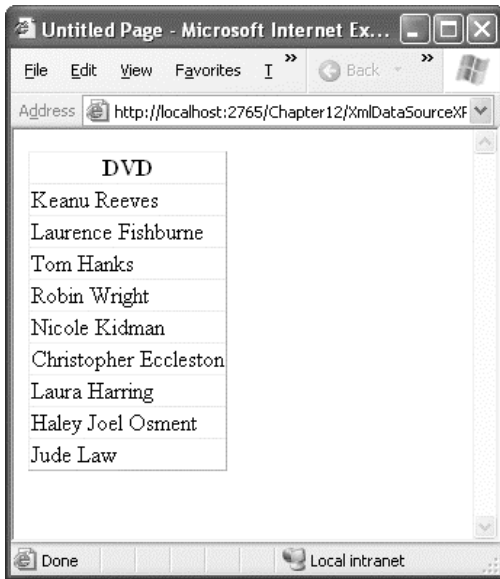 Untitled Page - Microsoft Internet Ex...
File Edit View Favorites T » Back »
Address http://localhost:2765/Chapter12/XmlDataSourceXF
DVD
Keanu Reeves
Laurence Fishburne
Tom Hanks
Robin Wright
Nicole Kidman
Christopher Eccleston
Laura Harring
Haley Joel Osment
Jude Law
Done Local intranet